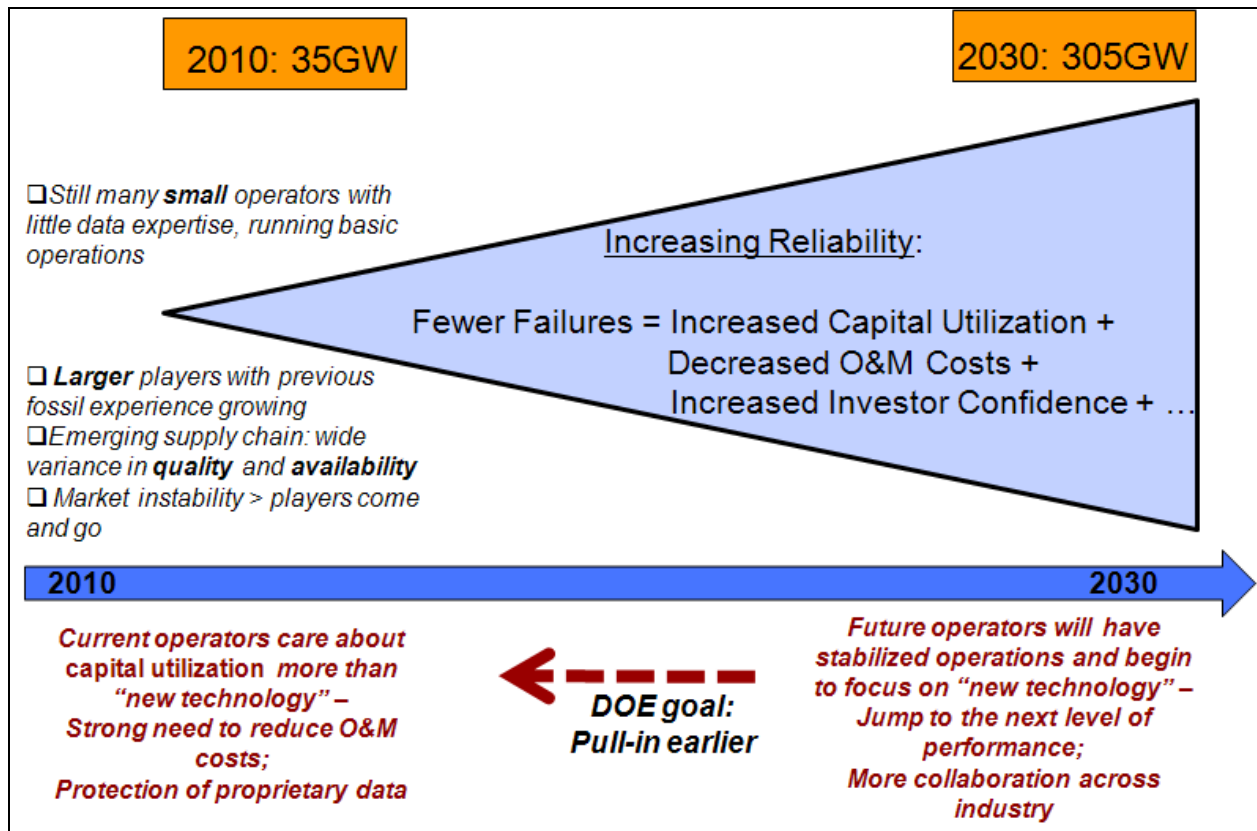 2010: 35GW
2030: 305GW
❑Still many small operators with
little data expertise, running basic
operations
❑ Larger players with previous
fossil experience growing
❑Emerging supply chain: wide
variance in quality and availability
❑ Market instability > players come
and go
Increasing Reliability:
Fewer Failures = Increased Capital Utilization +
Decreased O&M Costs +
Increased Investor Confidence + …
2010
2030
Current operators care about
capital utilization more than
“new technology” –
Strong need to reduce O&M
costs;
Protection of proprietary data
DOE goal:
Pull-in earlier
Future operators will have
stabilized operations and begin
to focus on “new technology” –
Jump to the next level of
performance;
More collaboration across
industry